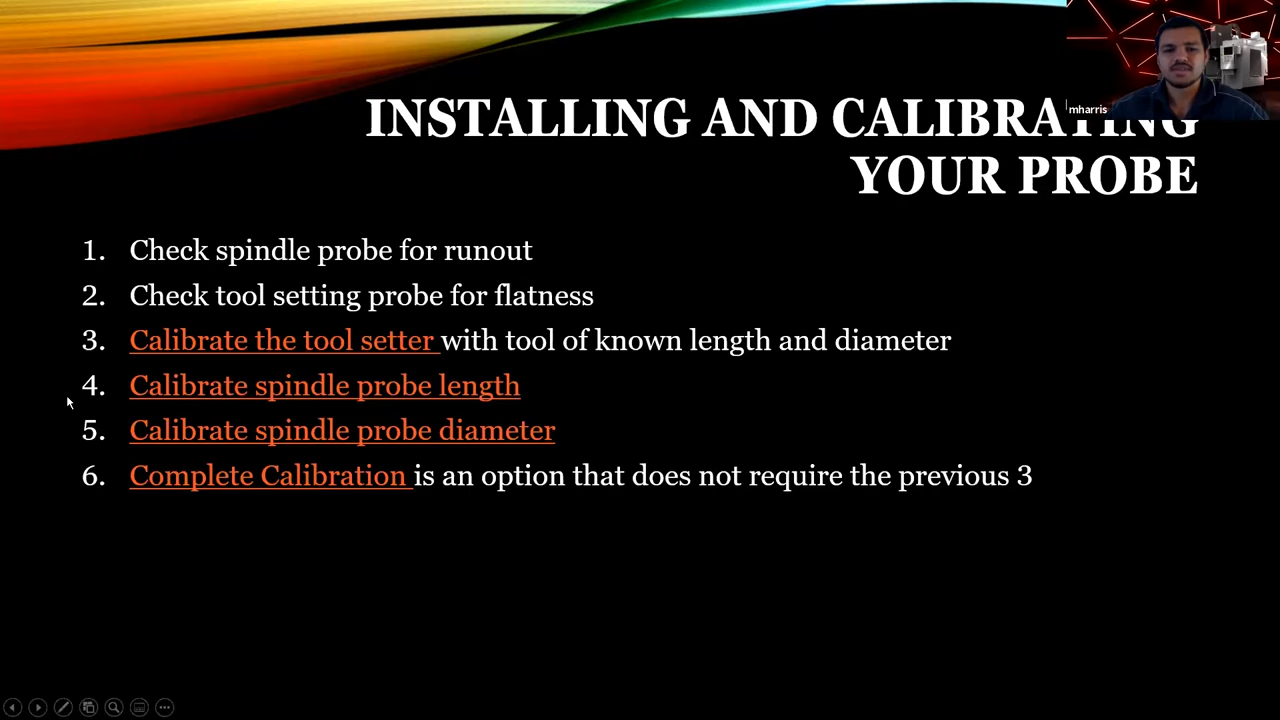 INSTALLING AND CALIBRATING
mharris
YOUR PROBE
1. Check spindle probe for runout
2. Check tool setting probe for flatness
3. Calibrate the tool setter with tool of known length and diameter
4. Calibrate spindle probe length
5. Calibrate spindle probe diameter
6. Complete Calibration is an option that does not require the previous 3